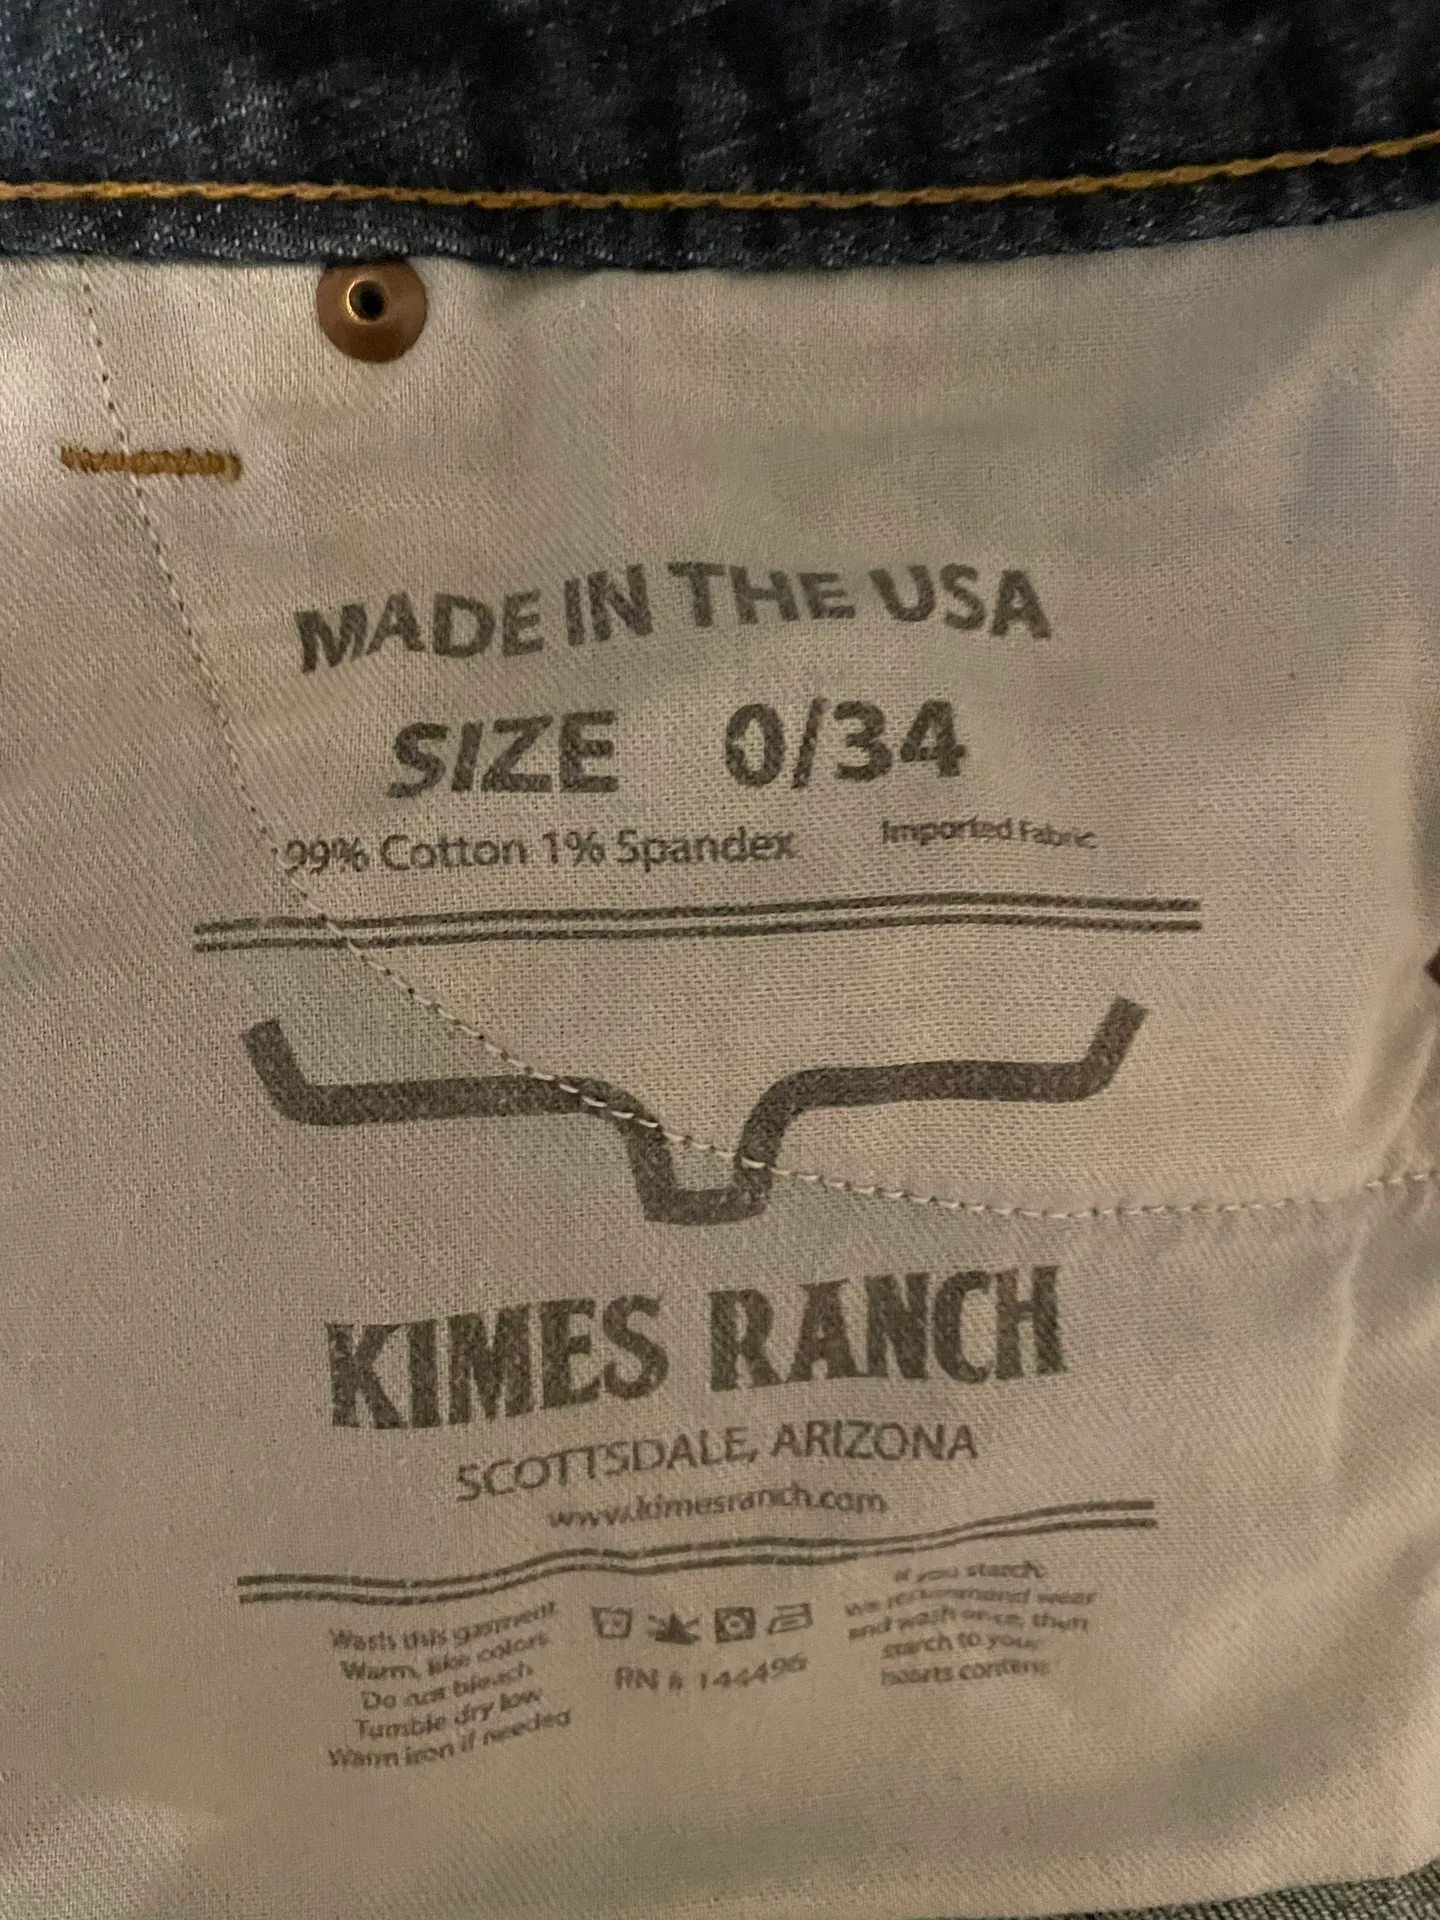 MADE IN THE USA
SIZE 0/34
99% Cotton 1% Spandex Imported Fabric
KIMES RANCH
SCOTTSDALE, ARIZONA
www.kimesranch.com
Wash this garment
Warm, like colors
Do not bleach
Tumble dry low
Warm iron if needed
RN # 144496
If you starch:
We recommend wear
and wash once, then
starch to your
hearts content